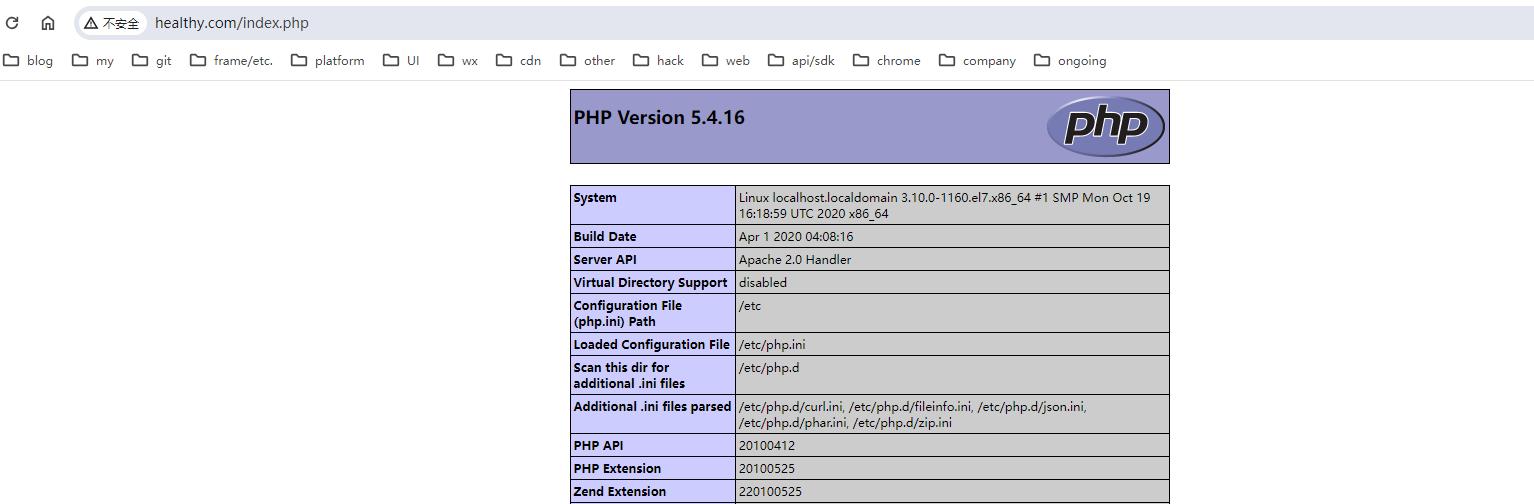 不安全 healthy.com/index.php
blog my git frame/etc. platform UI wx cdn other hack web api/sdk chrome company ongoing
PHP Version 5.4.16 php
System Linux localhost.localdomain 3.10.0-1160.el7.x86_64 #1 SMP Mon Oct 19
16:18:59 UTC 2020 x86_64
Build Date Apr 1 2020 04:08:16
Server API Apache 2.0 Handler
Virtual Directory Support disabled
Configuration File /etc
(php.ini) Path
Loaded Configuration File /etc/php.ini
Scan this dir for /etc/php.d
additional .ini files
Additional .ini files parsed /etc/php.d/curl.ini, /etc/php.d/fileinfo.ini, /etc/php.d/json.ini,
/etc/php.d/phar.ini, /etc/php.d/zip.ini
PHP API 20100412
PHP Extension 20100525
Zend Extension 220100525